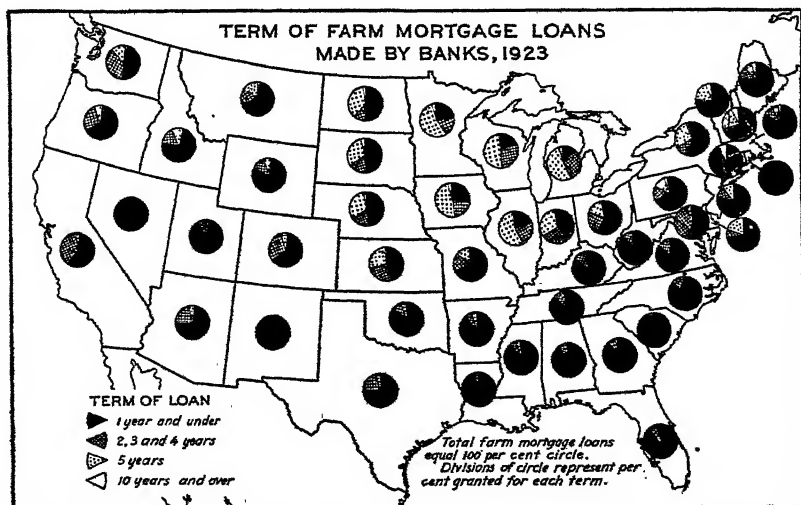 TERM OF FARM MORTGAGE LOANS
MADE BY BANKS, 1923
TERM OF LOAN
1 year and under
2, 3 and 4 years
5 years
10 years and over
Total farm mortgage loans
equal 100 per cent circle.
Divisions of circle represent per
cent granted for each term.